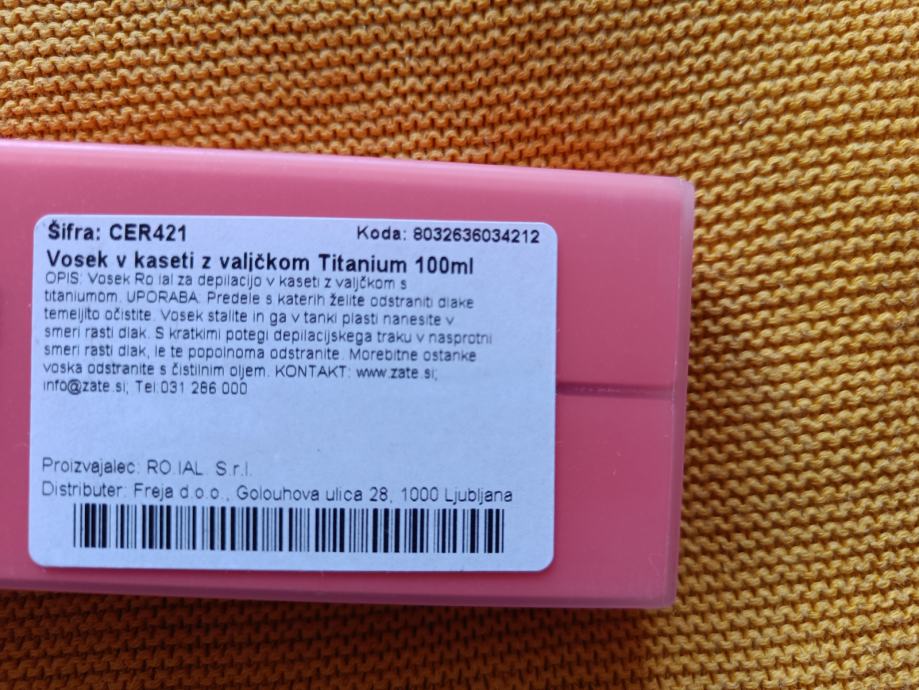 Šifra: CER421 Koda: 8032636034212
Vosek v kaseti z valjčkom Titanium 100ml
OPIS: Vosek Ro.ial za depilacijo v kaseti z valjčkom s
titaniumom. UPORABA: Predele s katerih želite odstraniti dlake
temeljito očistite. Vosek stalite in ga v tanki plasti nanesite v
smeri rasti dlak. S kratkimi potegi depilacijskega traku v nasprotni
smeri rasti dlak, le te popolnoma odstranite. Morebitne ostanke
voska odstranite s čistilnim oljem. KONTAKT: www.zate.si;
info@zate.si; Tel:031 286 000
Proizvajalec: RO.IAL. S.r.l.
Distributer: Freja d.o.o., Golouhova ulica 28, 1000 Ljubljana